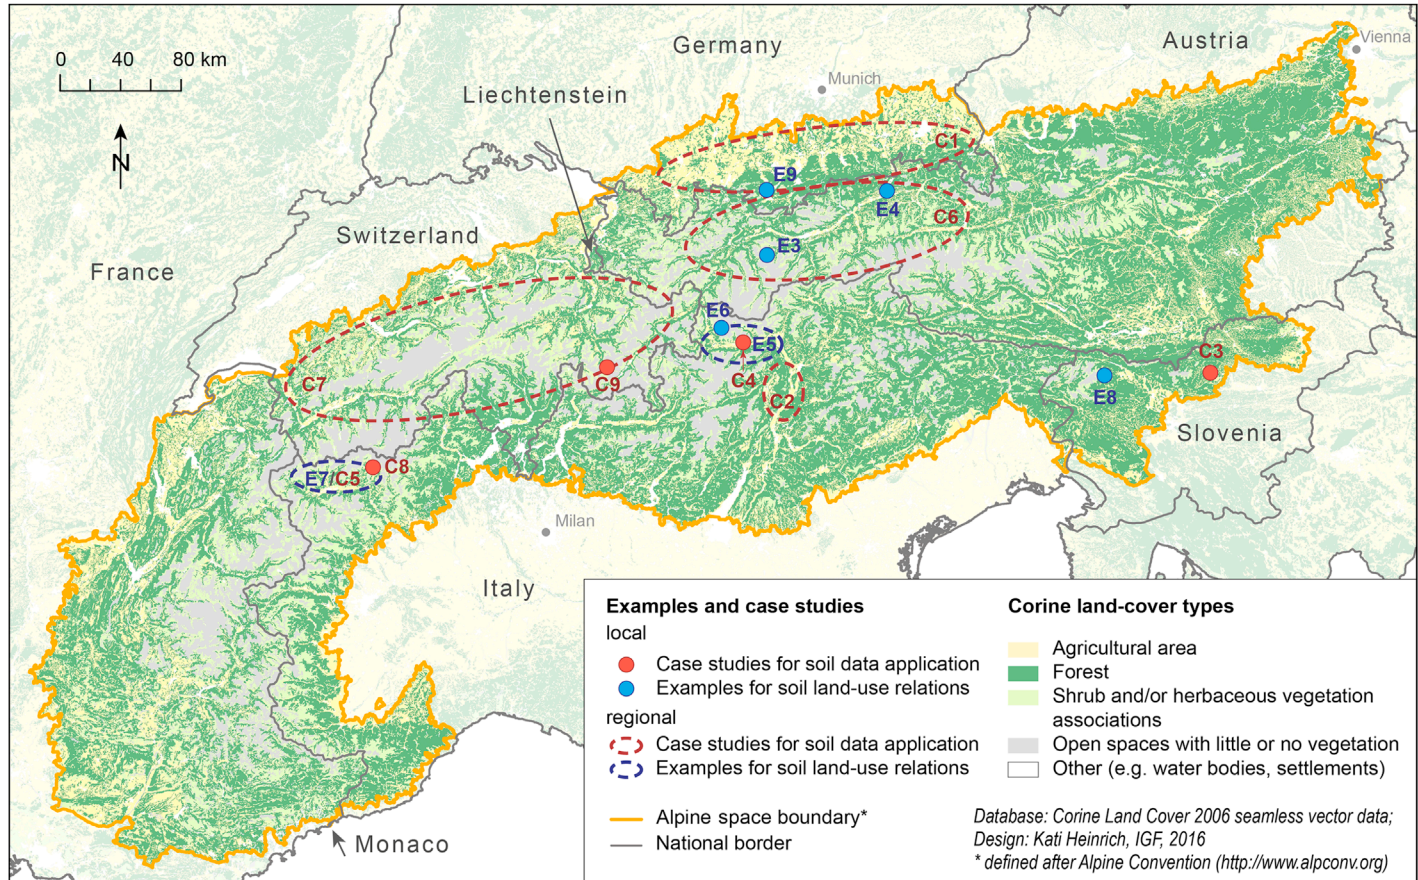 Germany
Austria
Vienna
0 40 80 km
Munich
Liechtenstein
N
C1
E9
E4
C6
Switzerland
E3
France
E6
E5
C3
C7
C9
C4
C2
E8
Slovenia
C8
E7/C5
Milan
Italy
Monaco
Examples and case studies
local
Case studies for soil data application
Examples for soil land-use relations
regional
Case studies for soil data application
Examples for soil land-use relations
Alpine space boundary*
National border
Corine land-cover types
Agricultural area
Forest
Shrub and/or herbaceous vegetation
associations
Open spaces with little or no vegetation
Other (e.g. water bodies, settlements)
Database: Corine Land Cover 2006 seamless vector data;
Design: Kati Heinrich, IGF, 2016
* defined after Alpine Convention (http://www.alpconv.org)